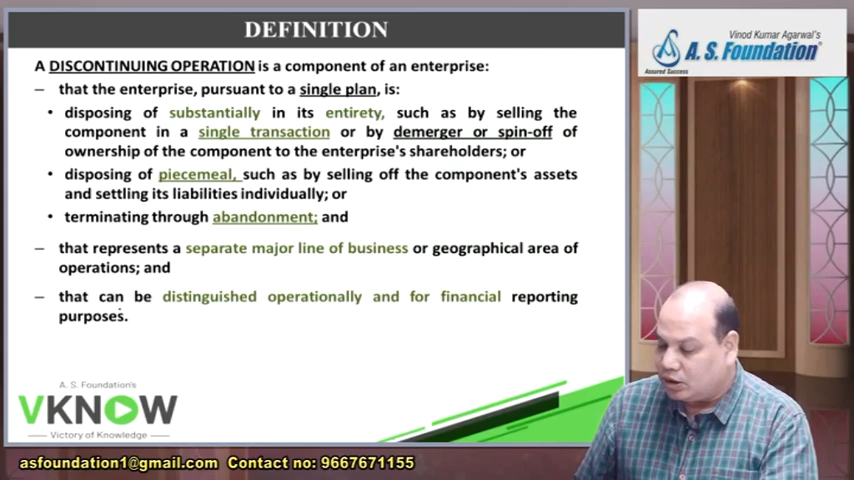 DEFINITION
A DISCONTINUING OPERATION is a component of an enterprise:
– that the enterprise, pursuant to a single plan, is:
• disposing of substantially in its entirety, such as by selling the
component in a single transaction or by demerger or spin-off of
ownership of the component to the enterprise's shareholders; or
• disposing of piecemeal, such as by selling off the component's assets
and settling its liabilities individually; or
• terminating through abandonment; and
– that represents a separate major line of business or geographical area of
operations; and
– that can be distinguished operationally and for financial reporting
purposes.
A. S. Foundation's
VKNOW
Victory of Knowledge
Vinod Kumar Agarwal's
A. S. Foundation®
Assured Success
asfoundation1@gmail.com Contact no: 9667671155